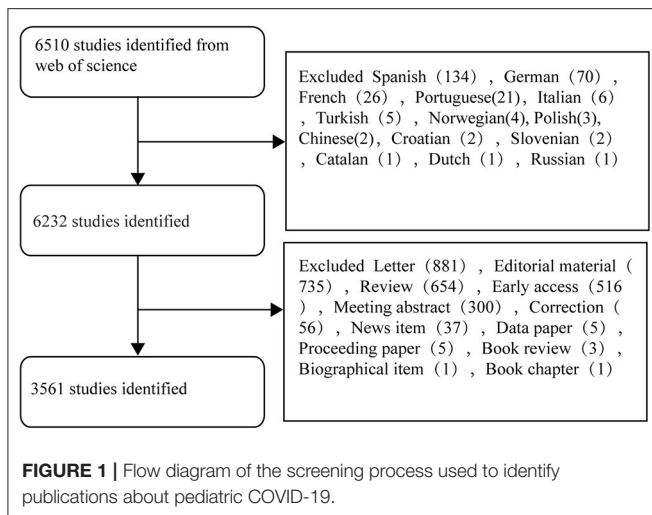 6510 studies identified from
web of science
Excluded Spanish（134）, German（70）,
French（26）, Portuguese(21), Italian（6）
, Turkish（5）, Norwegian(4), Polish(3),
Chinese(2), Croatian（2）, Slovenian（2）
, Catalan（1）, Dutch（1）, Russian（1）
6232 studies identified
Excluded Letter（881）, Editorial material（
735）, Review（654）, Early access（516
）, Meeting abstract（300）, Correction（
56）, News item（37）, Data paper（5）,
Proceeding paper（5）, Book review（3）,
Biographical item（1）, Book chapter（1）
3561 studies identified
FIGURE 1 | Flow diagram of the screening process used to identify
publications about pediatric COVID-19.